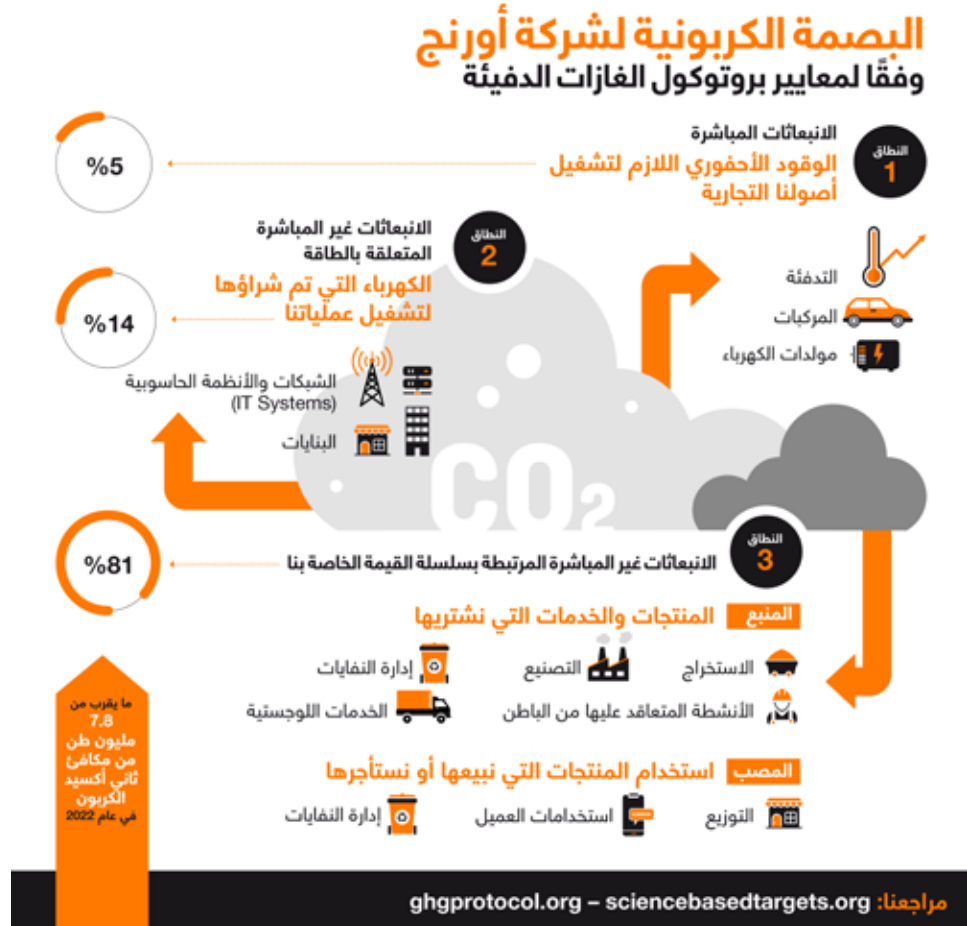 البصمة الكربونية لشركة أورنج
وفقًا لمعايير بروتوكول الغازات الدفيئة
النطاق
1
الانبعاثات المباشرة
الوقود الأحفوري اللازم لتشغيل
أصولنا التجارية
%5
التدفئة
المركبات
مولدات الكهرباء
النطاق
2
الانبعاثات غير المباشرة
المتعلقة بالطاقة
الكهرباء التي تم شراؤها
لتشغيل عملياتنا
%14
الشبكات والأنظمة الحاسوبية
(IT Systems)
البنايات
CO2
النطاق
3
الانبعاثات غير المباشرة المرتبطة بسلسلة القيمة الخاصة بنا
%81
المنبع المنتجات والخدمات التي نشتريها
الاستخراج
التصنيع
إدارة النفايات
الأنشطة المتعاقد عليها من الباطن
الخدمات اللوجستية
المصب استخدام المنتجات التي نبيعها أو نستأجرها
التوزيع
استخدامات العميل
إدارة النفايات
ما يقرب من
7.8
مليون طن
من مكافئ
ثاني أكسيد
الكربون
في عام 2022
مراجعنا: ghgprotocol.org – sciencebasedtargets.org